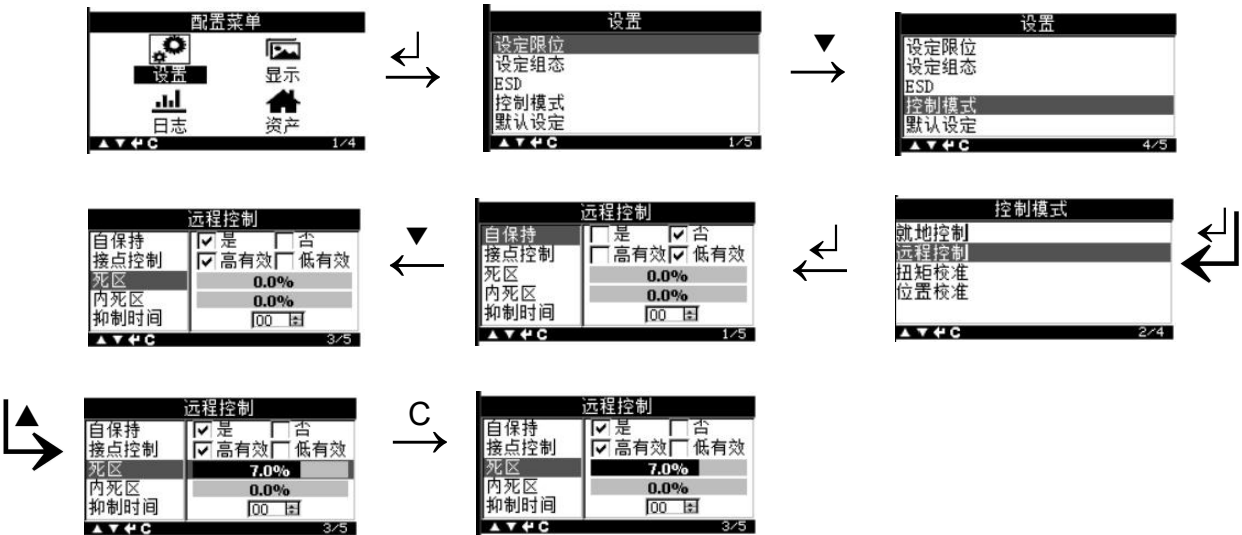 配置菜单
设置
显示
日志
资产
▲▼↵C 1/4
↵
设置
设定限位
设定组态
ESD
控制模式
默认设定
▲▼↵C 1/5
▼
设置
设定限位
设定组态
ESD
控制模式
默认设定
▲▼↵C 4/5
↵
控制模式
就地控制
远程控制
扭矩校准
位置校准
▲▼↵C 2/4
↵
远程控制
自保持 是 否
接点控制 高有效 低有效
死区 0.0%
内死区 0.0%
抑制时间 00
▲▼↵C 1/5
▼
远程控制
自保持 是 否
接点控制 高有效 低有效
死区 0.0%
内死区 0.0%
抑制时间 00
▲▼↵C 3/5
▲
远程控制
自保持 是 否
接点控制 高有效 低有效
死区 7.0%
内死区 0.0%
抑制时间 00
▲▼↵C 3/5
C
远程控制
自保持 是 否
接点控制 高有效 低有效
死区 7.0%
内死区 0.0%
抑制时间 00
▲▼↵C 3/5